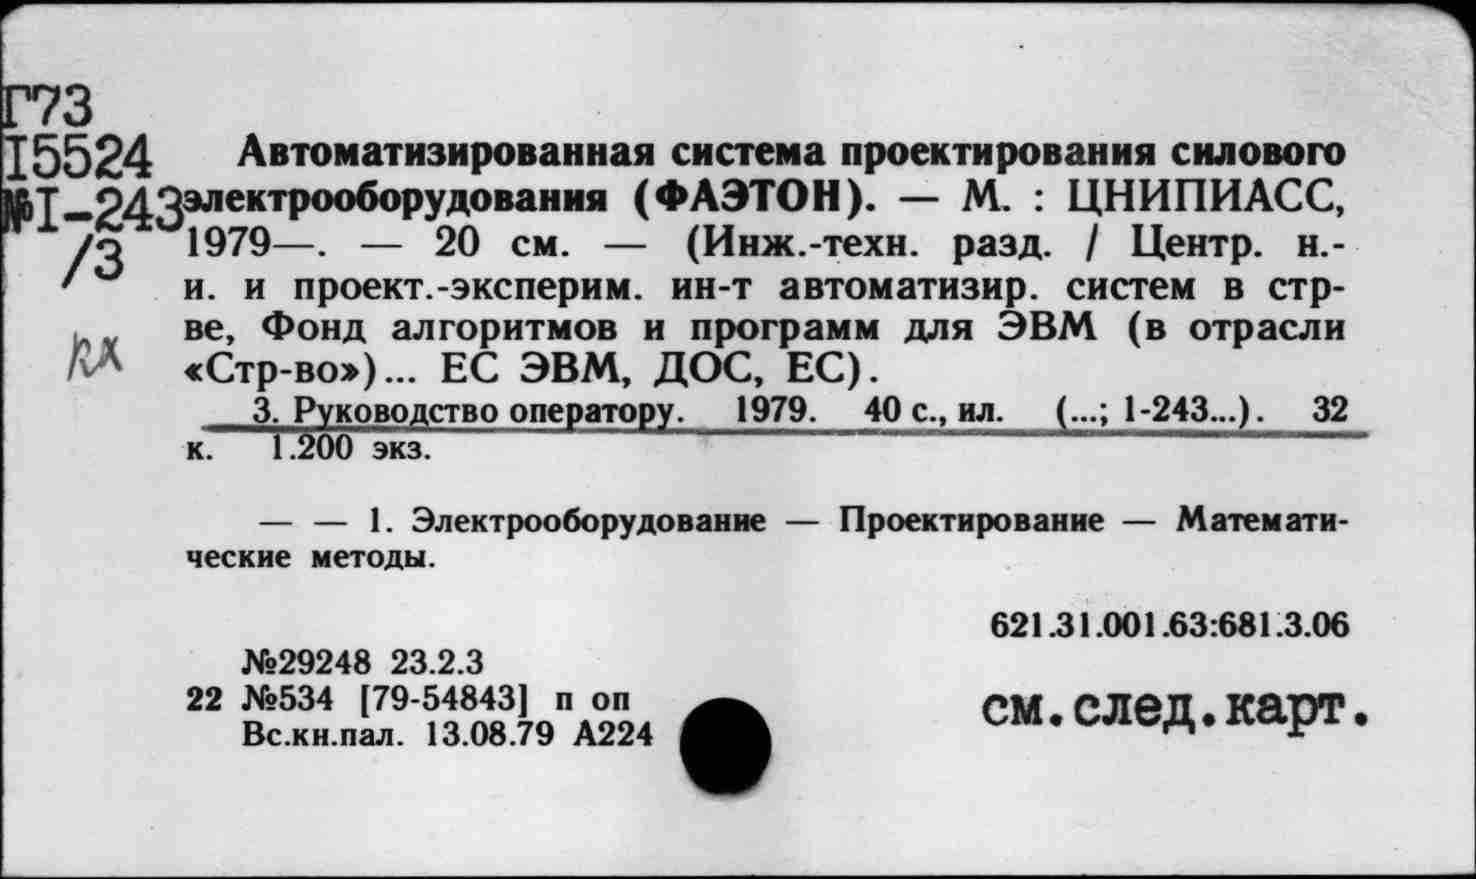 Г73
I5524
№I-243
/3
Автоматизированная система проектирования силового
электрооборудования (ФАЭТОН). — М. : ЦНИПИАСС,
1979—. — 20 см. — (Инж.-техн. разд. / Центр. н.-
и. и проект.-эксперим. ин-т автоматизир. систем в стр-
ве, Фонд алгоритмов и программ для ЭВМ (в отрасли
«Стр-во»)... ЕС ЭВМ, ДОС, ЕС).
3. Руководство оператору. 1979. 40 с., ил. (...; 1-243...). 32
к. 1.200 экз.
— — 1. Электрооборудование — Проектирование — Математи-
ческие методы.
621.31.001.63:681.3.06
№29248 23.2.3
22 №534 [79-54843] п оп
Вс.кн.пал. 13.08.79 А224
см.след.карт.